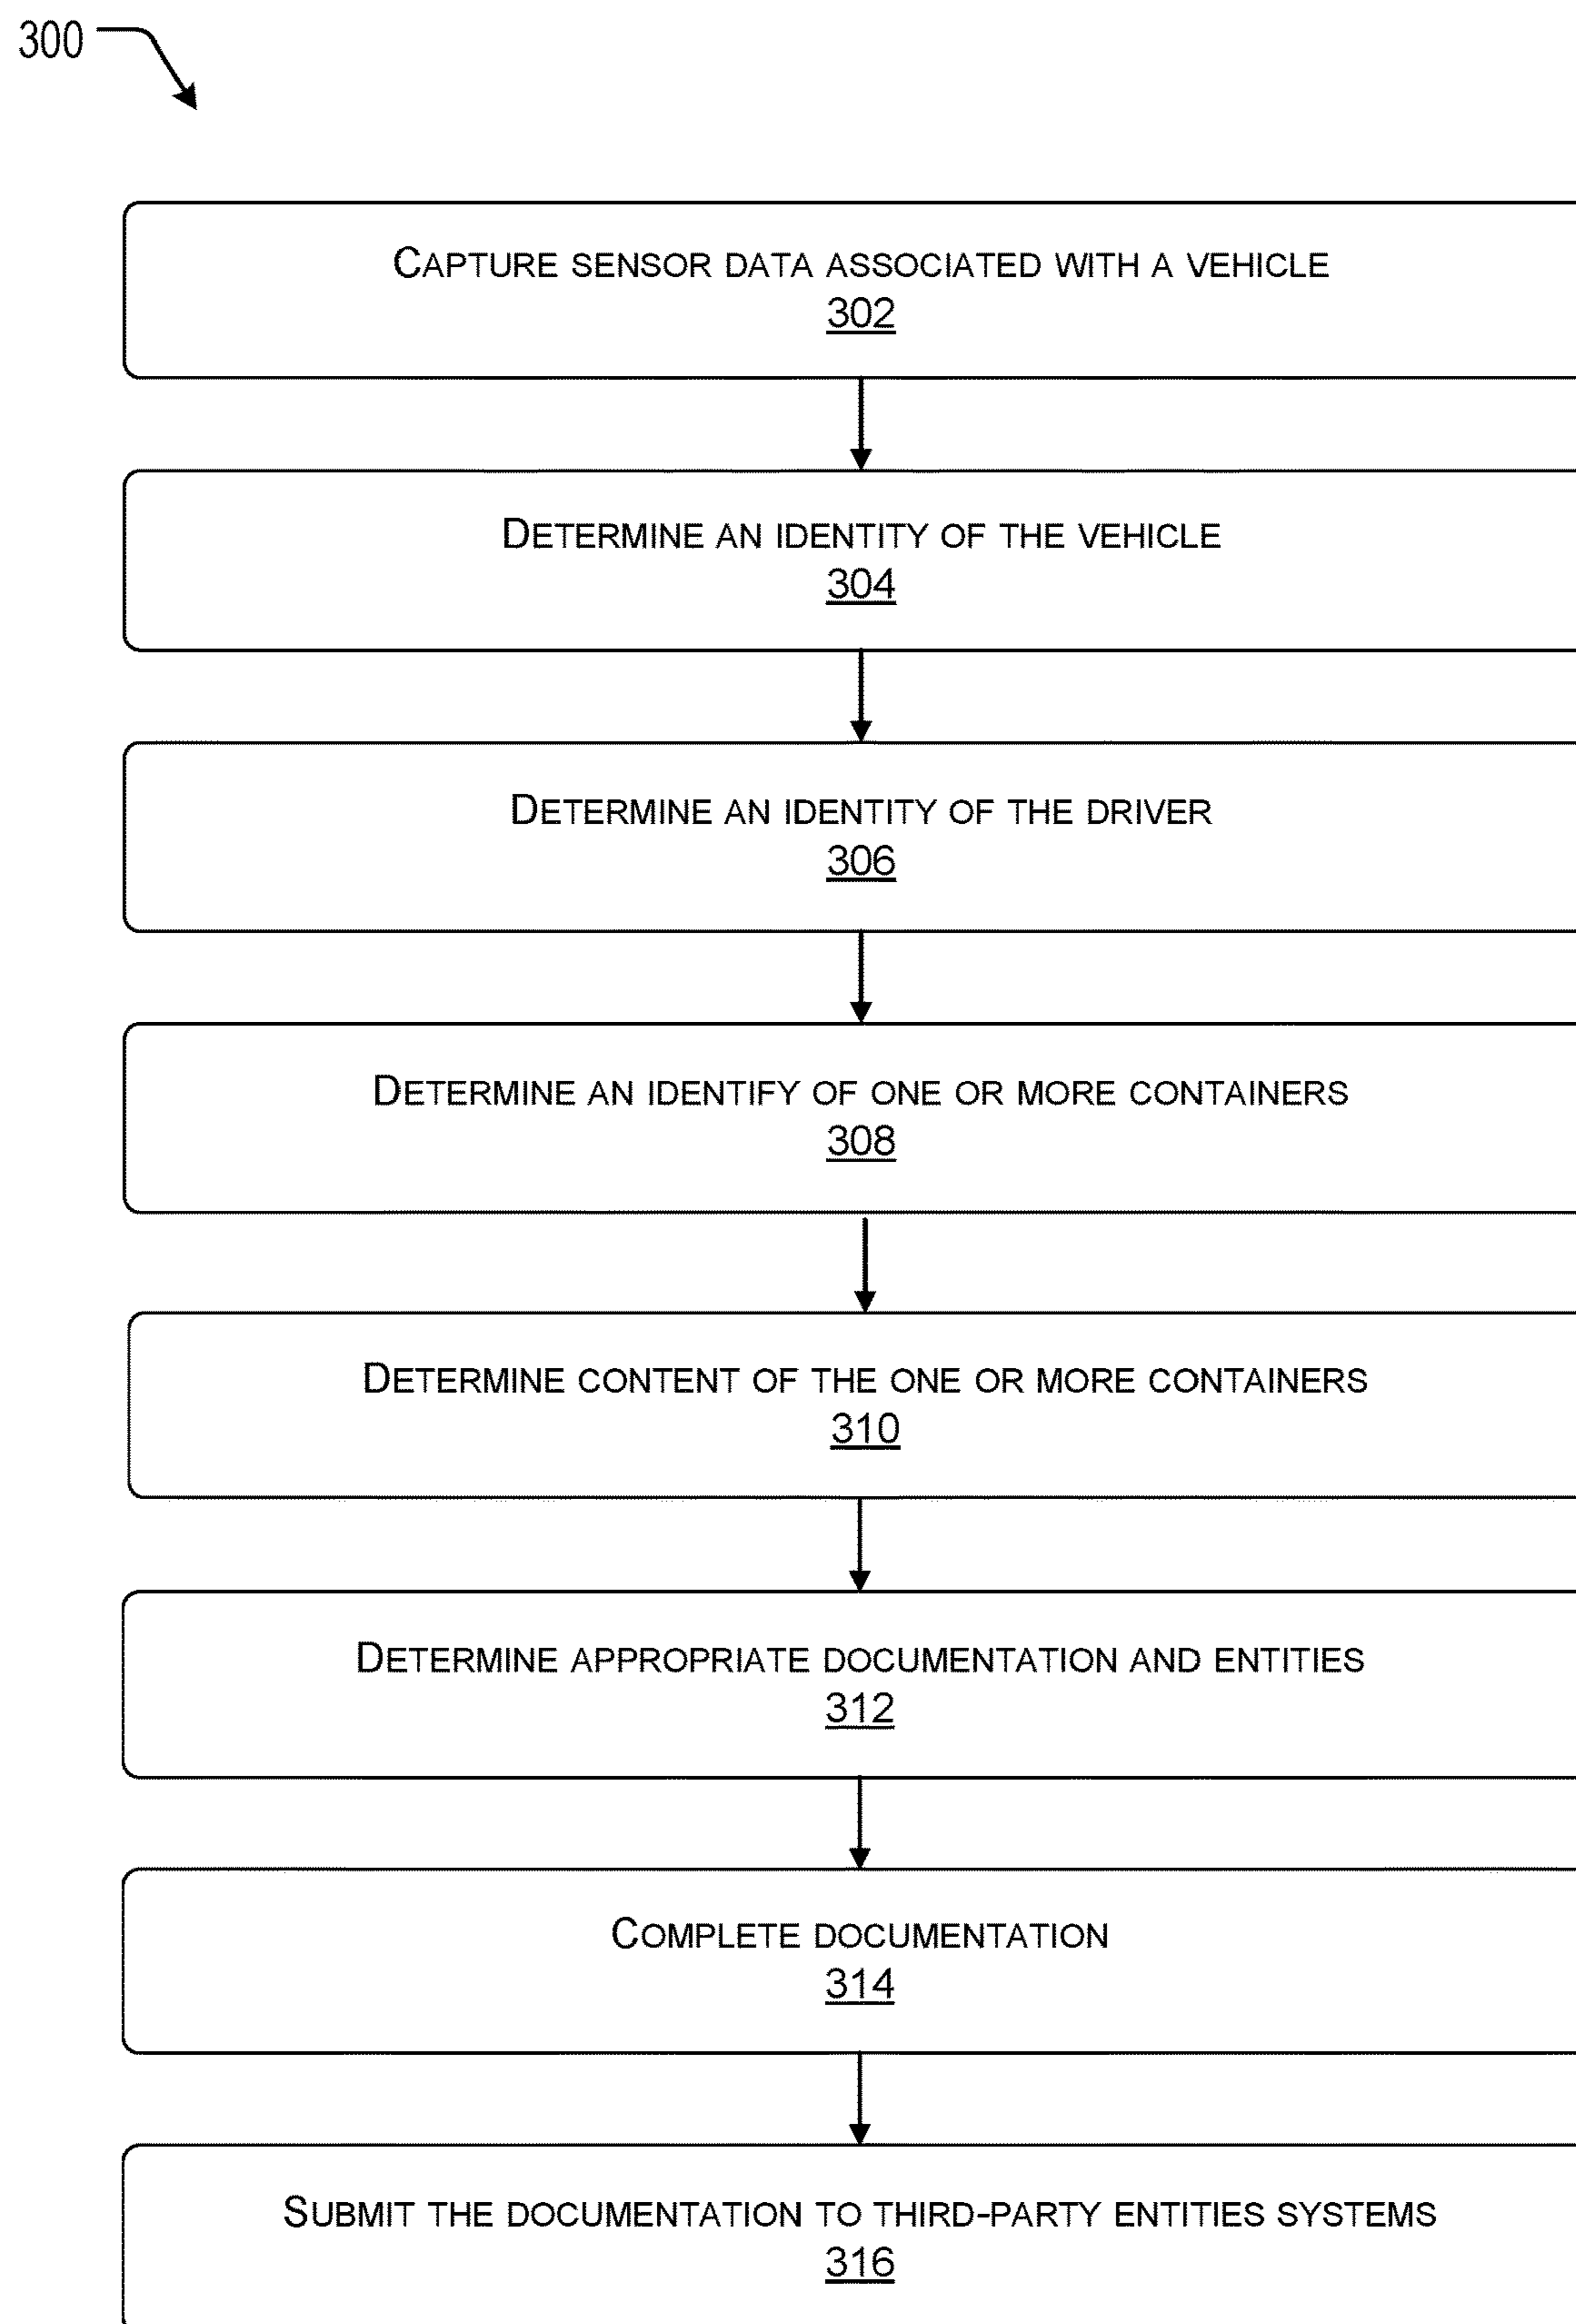 300
CAPTURE SENSOR DATA ASSOCIATED WITH A VEHICLE
302
DETERMINE AN IDENTITY OF THE VEHICLE
304
DETERMINE AN IDENTITY OF THE DRIVER
306
DETERMINE AN IDENTIFY OF ONE OR MORE CONTAINERS
308
DETERMINE CONTENT OF THE ONE OR MORE CONTAINERS
310
DETERMINE APPROPRIATE DOCUMENTATION AND ENTITIES
312
COMPLETE DOCUMENTATION
314
SUBMIT THE DOCUMENTATION TO THIRD-PARTY ENTITIES SYSTEMS
316